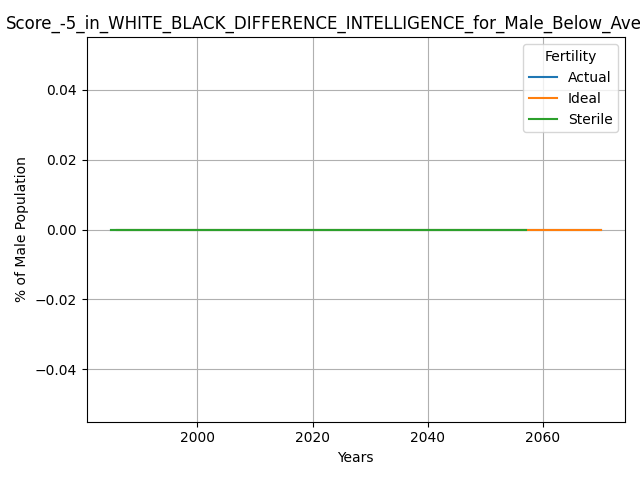 Score_-5_in_WHITE_BLACK_DIFFERENCE_INTELLIGENCE_for_Male_Below_Ave
Fertility
Actual
Ideal
Sterile
% of Male Population
0.04
0.02
0.00
−0.02
−0.04
2000 2020 2040 2060
Years